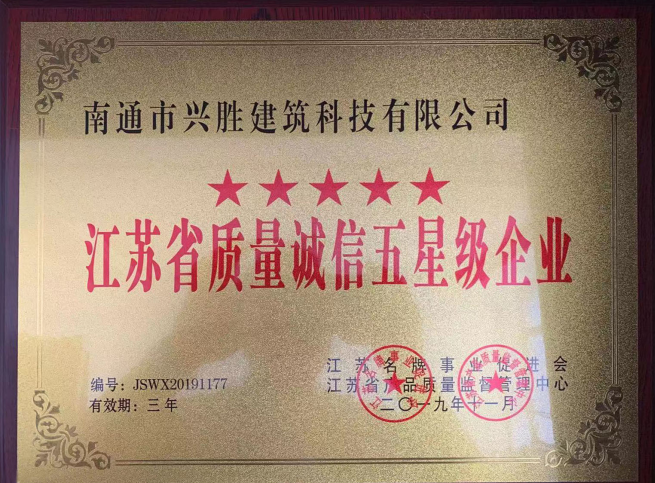 南通市兴胜建筑科技有限公司
★★★★★
江苏省质量诚信五星级企业
编号：JSWX20191177
有效期：三年
江苏名牌事业促进会
江苏省产品质量监督管理中心
二〇一九年十一月